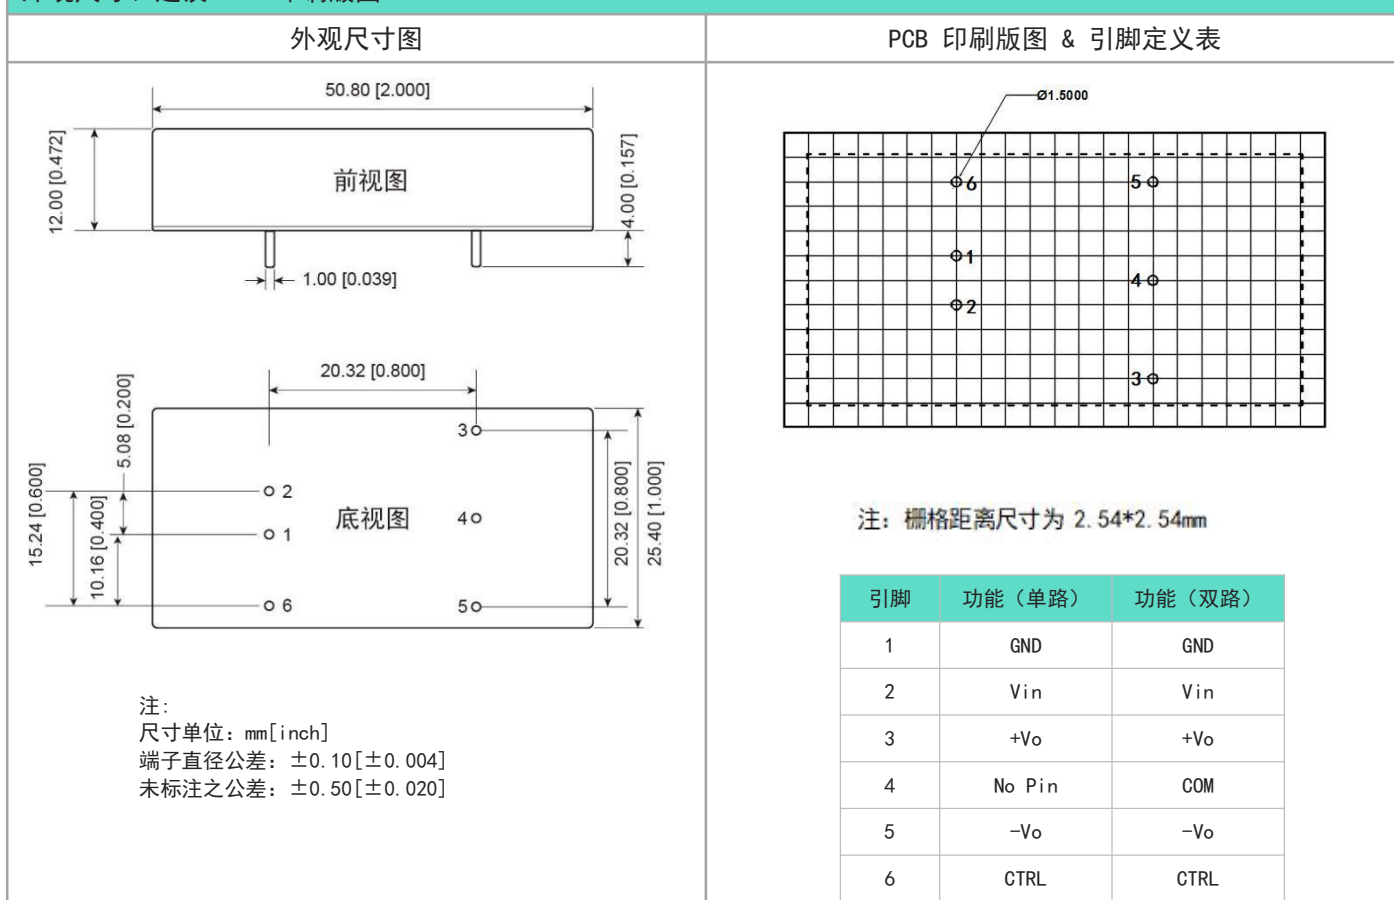 外观尺寸图
PCB 印刷版图 & 引脚定义表
50.80 [2.000]
12.00 [0.472]
前视图
4.00 [0.157]
1.00 [0.039]
20.32 [0.800]
5.08 [0.200]
15.24 [0.600]
10.16 [0.400]
3
2
底视图
4
1
6
5
20.32 [0.800]
25.40 [1.000]
注:
尺寸单位: mm[inch]
端子直径公差: ±0.10[±0.004]
未标注之公差: ±0.50[±0.020]
Ø1.5000
6
5
1
4
2
3
注: 栅格距离尺寸为 2.54*2.54mm
引脚 功能（单路） 功能（双路）
1 GND GND
2 Vin Vin
3 +Vo +Vo
4 No Pin COM
5 -Vo -Vo
6 CTRL CTRL